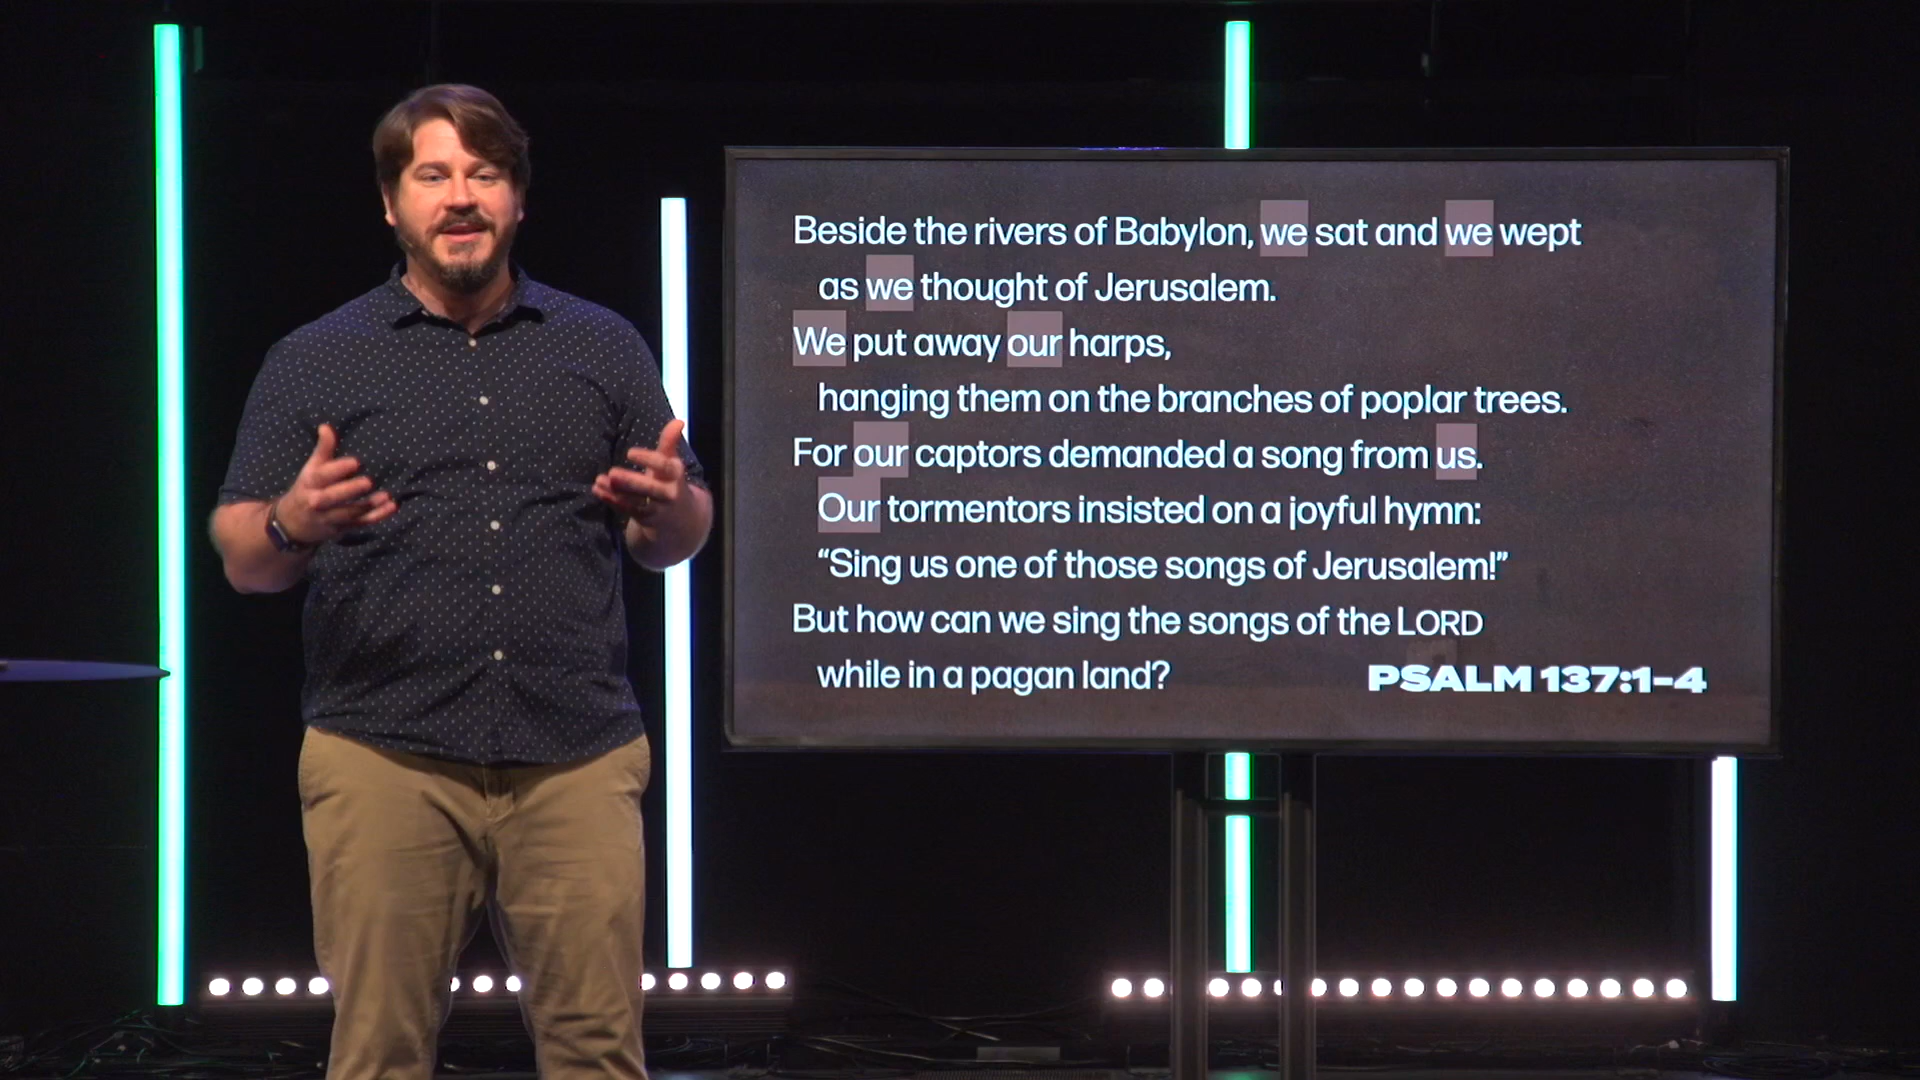 Beside the rivers of Babylon, we sat and we wept
as we thought of Jerusalem.
We put away our harps,
hanging them on the branches of poplar trees.
For our captors demanded a song from us.
Our tormentors insisted on a joyful hymn:
“Sing us one of those songs of Jerusalem!”
But how can we sing the songs of the LORD
while in a pagan land?
PSALM 137:1–4